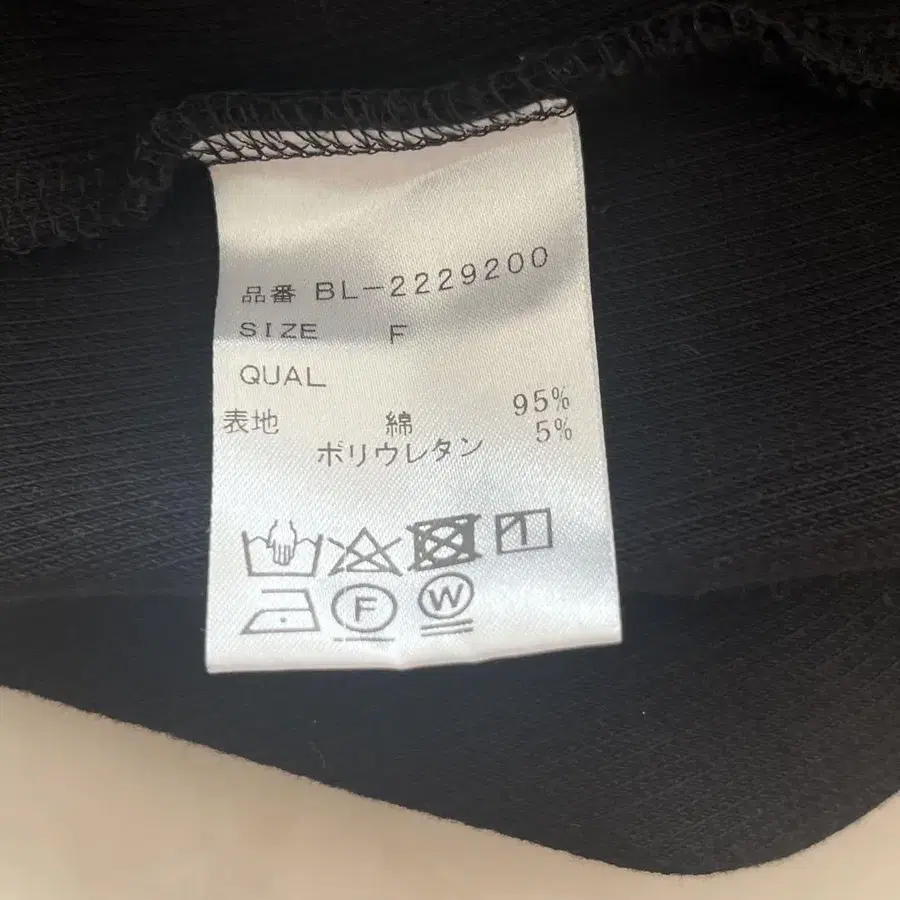 品番 BL-2229200
SIZE F
QUAL
表地 綿 95%
ポリウレタン 5%
F W